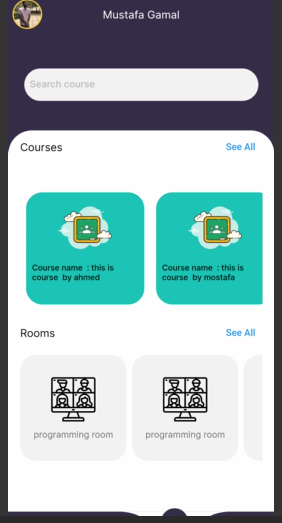 Mustafa Gamal
Search course
Courses See All
Course name : this is
course by ahmed
Course name : this is
course by mostafa
Rooms See All
programming room
programming room